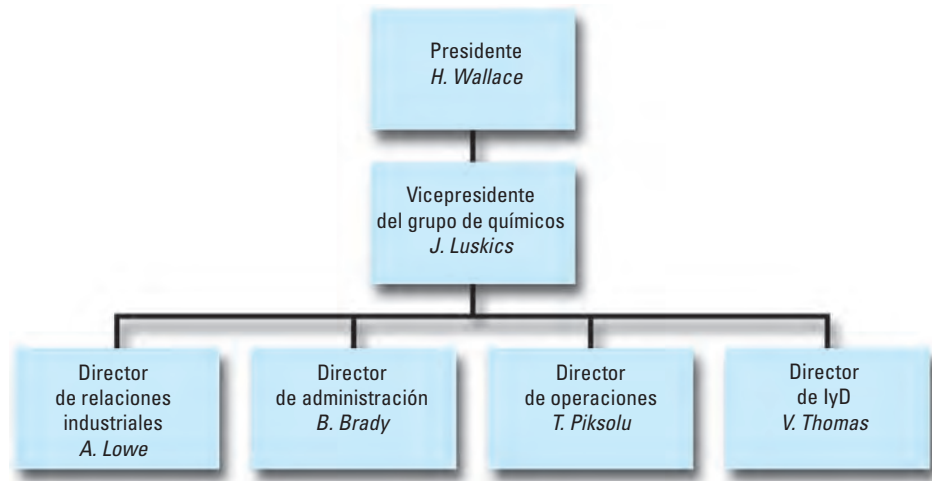 Presidente
H. Wallace
Vicepresidente
del grupo de químicos
J. Luskics
Director
de relaciones
industriales
A. Lowe
Director
de administración
B. Brady
Director
de operaciones
T. Piksolu
Director
de IyD
V. Thomas